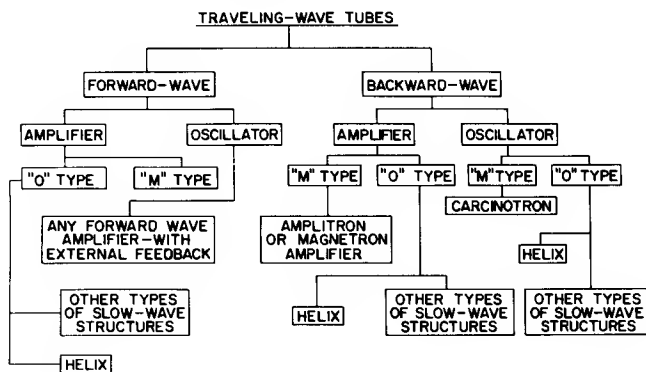 TRAVELING-WAVE TUBES
FORWARD-WAVE
BACKWARD-WAVE
AMPLIFIER
OSCILLATOR
AMPLIFIER
OSCILLATOR
"O" TYPE
"M" TYPE
"M" TYPE
"O" TYPE
"M" TYPE
"O" TYPE
CARCINOTRON
ANY FORWARD WAVE
AMPLIFIER-WITH
EXTERNAL FEEDBACK
AMPLITRON
OR MAGNETRON
AMPLIFIER
HELIX
OTHER TYPES
OF SLOW-WAVE
STRUCTURES
HELIX
OTHER TYPES
OF SLOW-WAVE
STRUCTURES
OTHER TYPES
OF SLOW-WAVE
STRUCTURES
HELIX